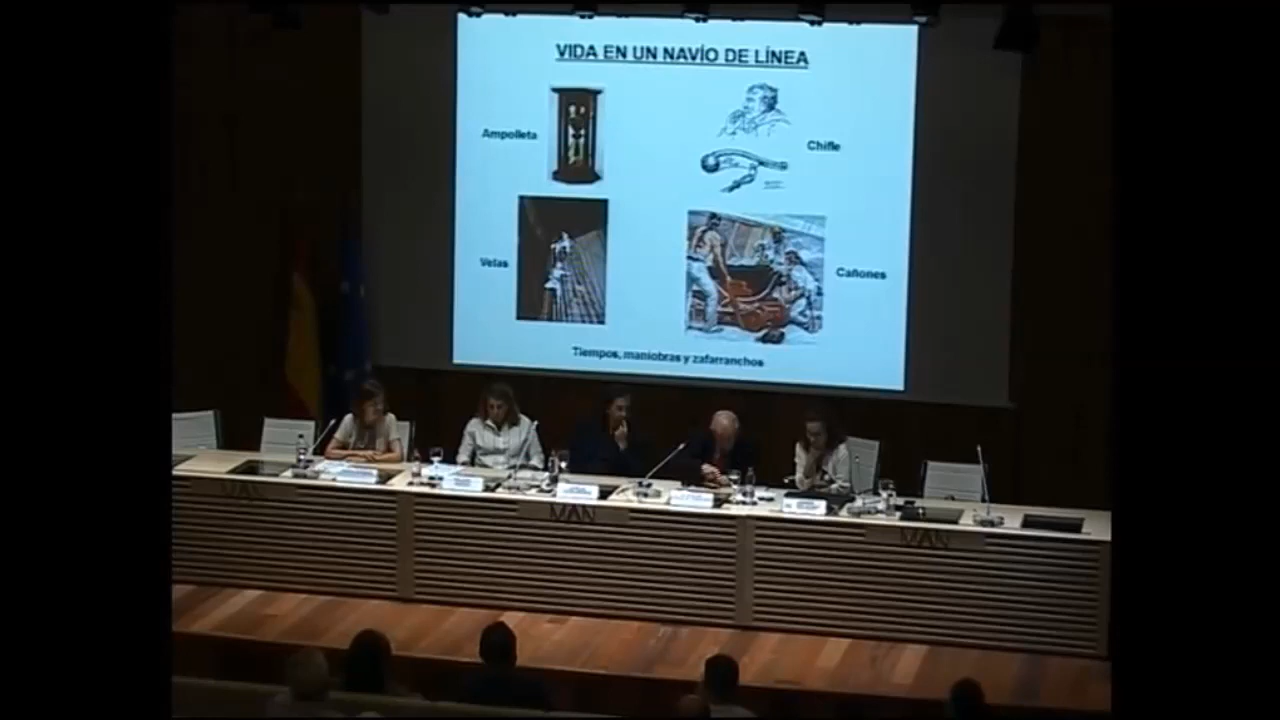 VIDA EN UN NAVÍO DE LÍNEA
Ampolleta
Chifle
Velas
Cañones
Tiempos, maniobras y zafarranchos
MAN
MAN
MAN